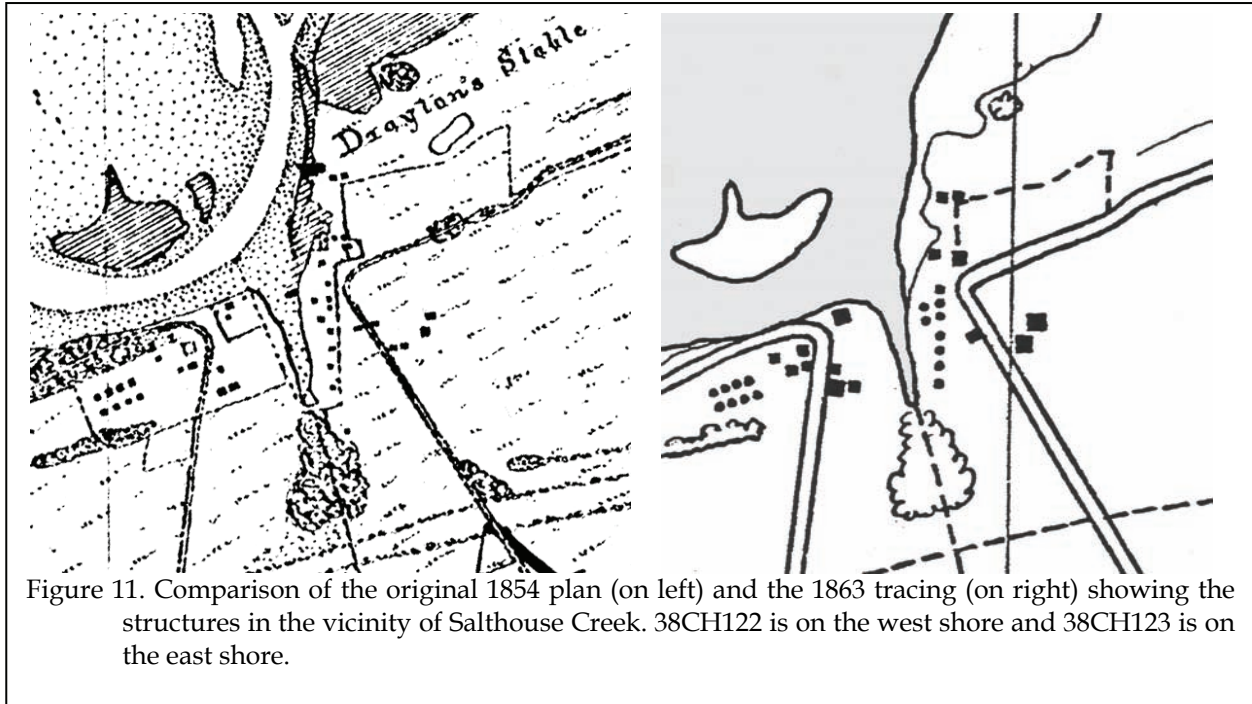 Drayton's Stable
Figure 11. Comparison of the original 1854 plan (on left) and the 1863 tracing (on right) showing the
structures in the vicinity of Salthouse Creek. 38CH122 is on the west shore and 38CH123 is on
the east shore.